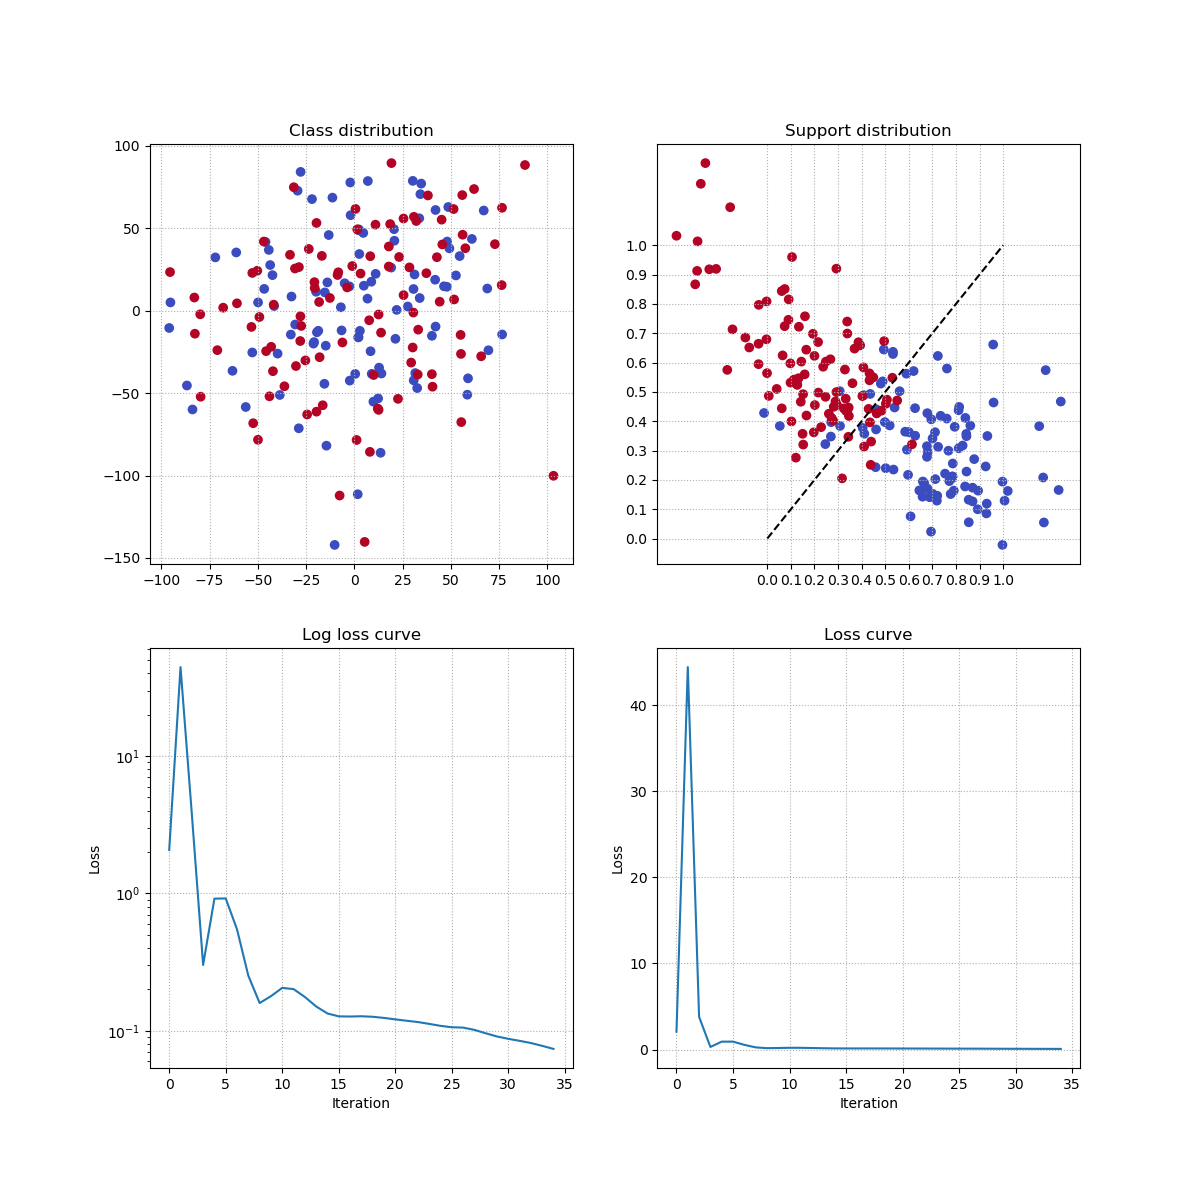 Class distribution
100
50
0
−50
−100
−150
−100 −75 −50 −25 0 25 50 75 100
Support distribution
1.0
0.9
0.8
0.7
0.6
0.5
0.4
0.3
0.2
0.1
0.0
0.0 0.1 0.2 0.3 0.4 0.5 0.6 0.7 0.8 0.9 1.0
Log loss curve
Loss
10¹
10⁰
10⁻¹
0 5 10 15 20 25 30 35
Iteration
Loss curve
Loss
40
30
20
10
0
0 5 10 15 20 25 30 35
Iteration